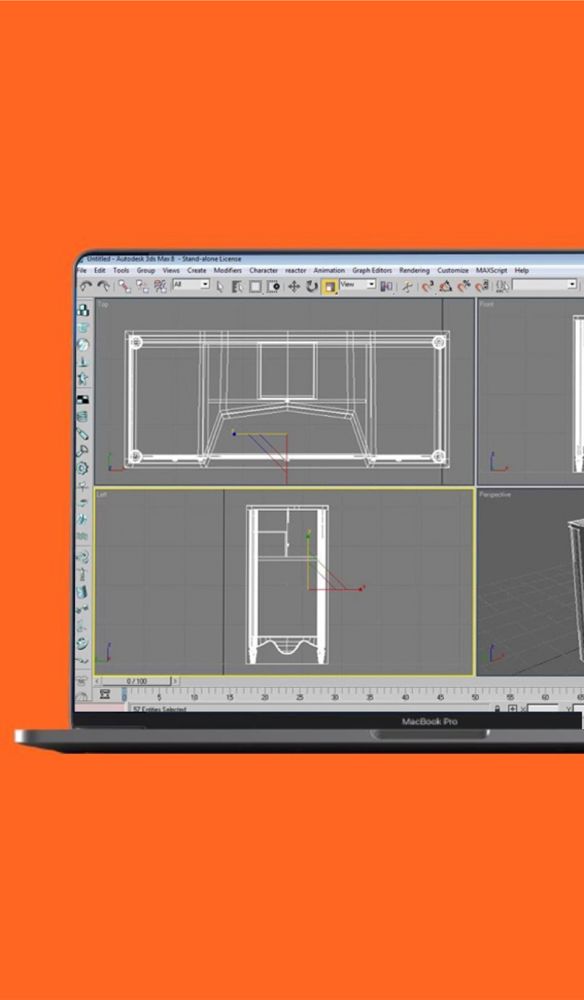 Untitled - Autodesk 3ds Max 8 - Stand-alone License
File Edit Tools Group Views Create Modifiers Character reactor Animation Graph Editors Rendering Customize MAXScript Help
All View
Top
Front
Left
Perspective
0 / 100
0 5 10 15 20 25 30 35 40 45 50 55 60 65
57 Entities Selected X Y
MacBook Pro